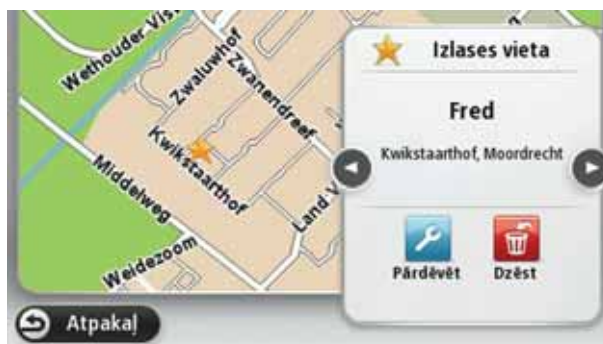 Wethouder Vis
Zwaluwhof
Zwanendreef
Kwikstaarthof
Middelweg
Weidezoom
Land V
Izlases vieta
Fred
Kwikstaarthof, Moordrecht
Pārdēvēt
Dzēst
Atpakaļ